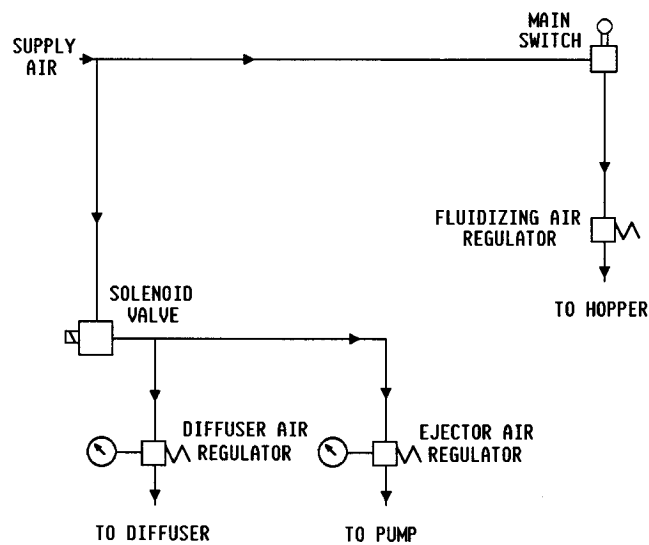 MAIN
SWITCH
SUPPLY
AIR
FLUIDIZING AIR
REGULATOR
TO HOPPER
SOLENOID
VALVE
DIFFUSER AIR
REGULATOR
EJECTOR AIR
REGULATOR
TO DIFFUSER
TO PUMP